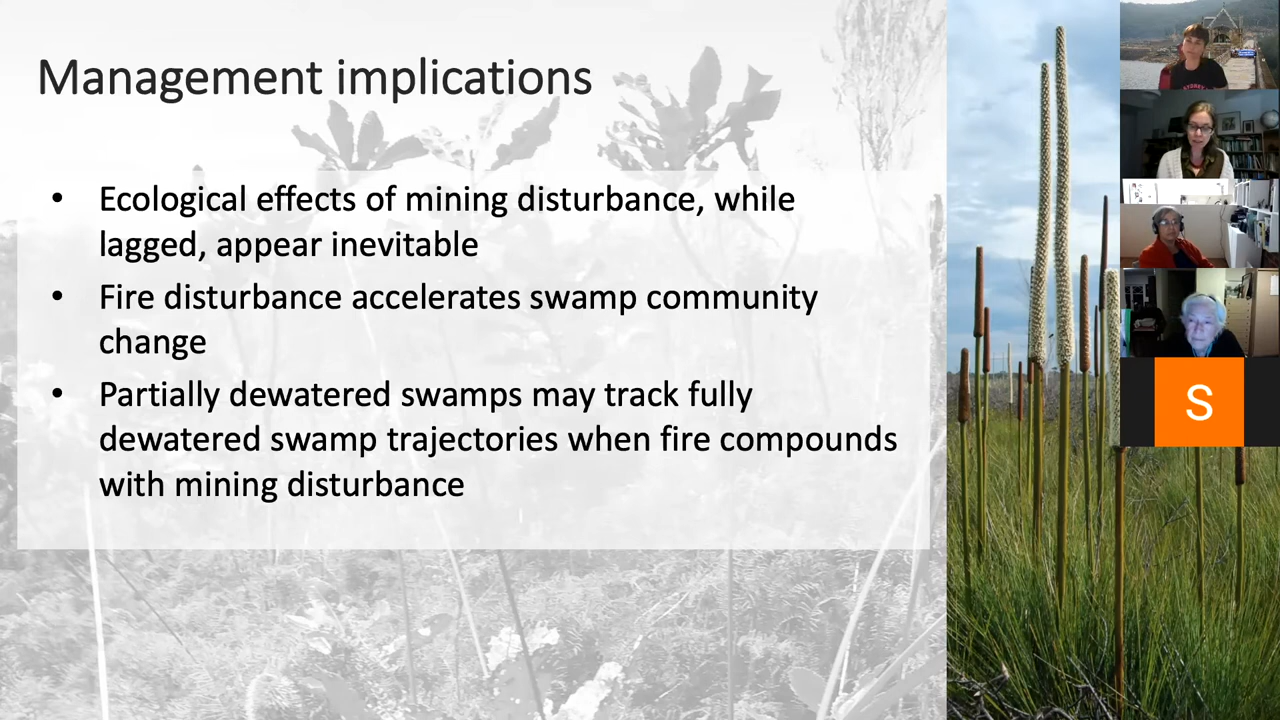 Management implications
• Ecological effects of mining disturbance, while
lagged, appear inevitable
• Fire disturbance accelerates swamp community
change
• Partially dewatered swamps may track fully
dewatered swamp trajectories when fire compounds
with mining disturbance
S